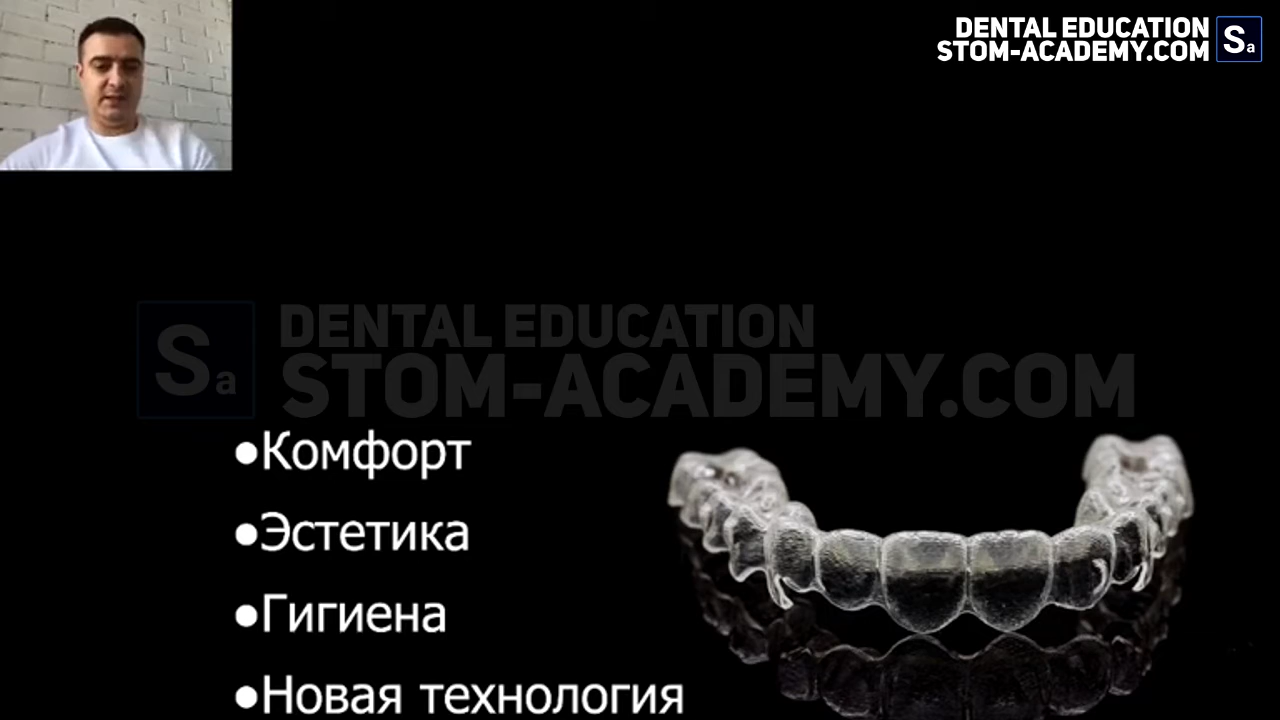 DENTAL EDUCATION
STOM-ACADEMY.COM
Sa
Sa
DENTAL EDUCATION
STOM-ACADEMY.COM
•Комфорт
•Эстетика
•Гигиена
•Новая технология